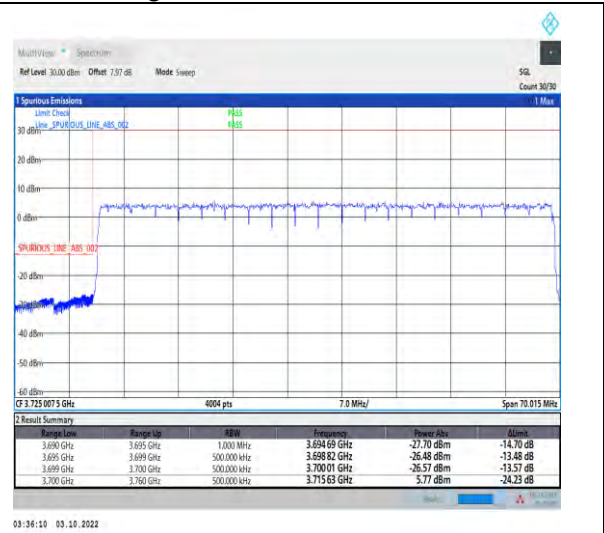 MultiView Spectrum
Ref Level 30.00 dBm Offset 7.97 dB Mode Sweep SGL
Count 30/30
1 Spurious Emissions 1 Max
Limit Check PASS
Line _SPURIOUS_LINE_ABS_002 PASS
30 dBm
20 dBm
10 dBm
0 dBm
SPURIOUS_LINE_ABS_002
-20 dBm
-30 dBm
-40 dBm
-50 dBm
-60 dBm
CF 3.725 007 5 GHz 4004 pts 7.0 MHz/ Span 70.015 MHz
2 Result Summary
Range Low Range Up RBW Frequency Power Abs ΔLimit
3.690 GHz 3.695 GHz 1.000 MHz 3.694 69 GHz -27.70 dBm -14.70 dB
3.695 GHz 3.699 GHz 500.000 kHz 3.698 82 GHz -26.48 dBm -13.48 dB
3.699 GHz 3.700 GHz 500.000 kHz 3.700 01 GHz -26.57 dBm -13.57 dB
3.700 GHz 3.760 GHz 500.000 kHz 3.715 63 GHz 5.77 dBm -24.23 dB
03:36:10 03.10.2022